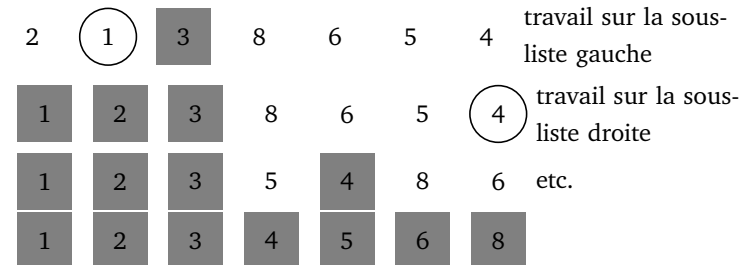 2 1 3 8 6 5 4 travail sur la sous-
liste gauche
1 2 3 8 6 5 4 travail sur la sous-
liste droite
1 2 3 5 4 8 6 etc.
1 2 3 4 5 6 8